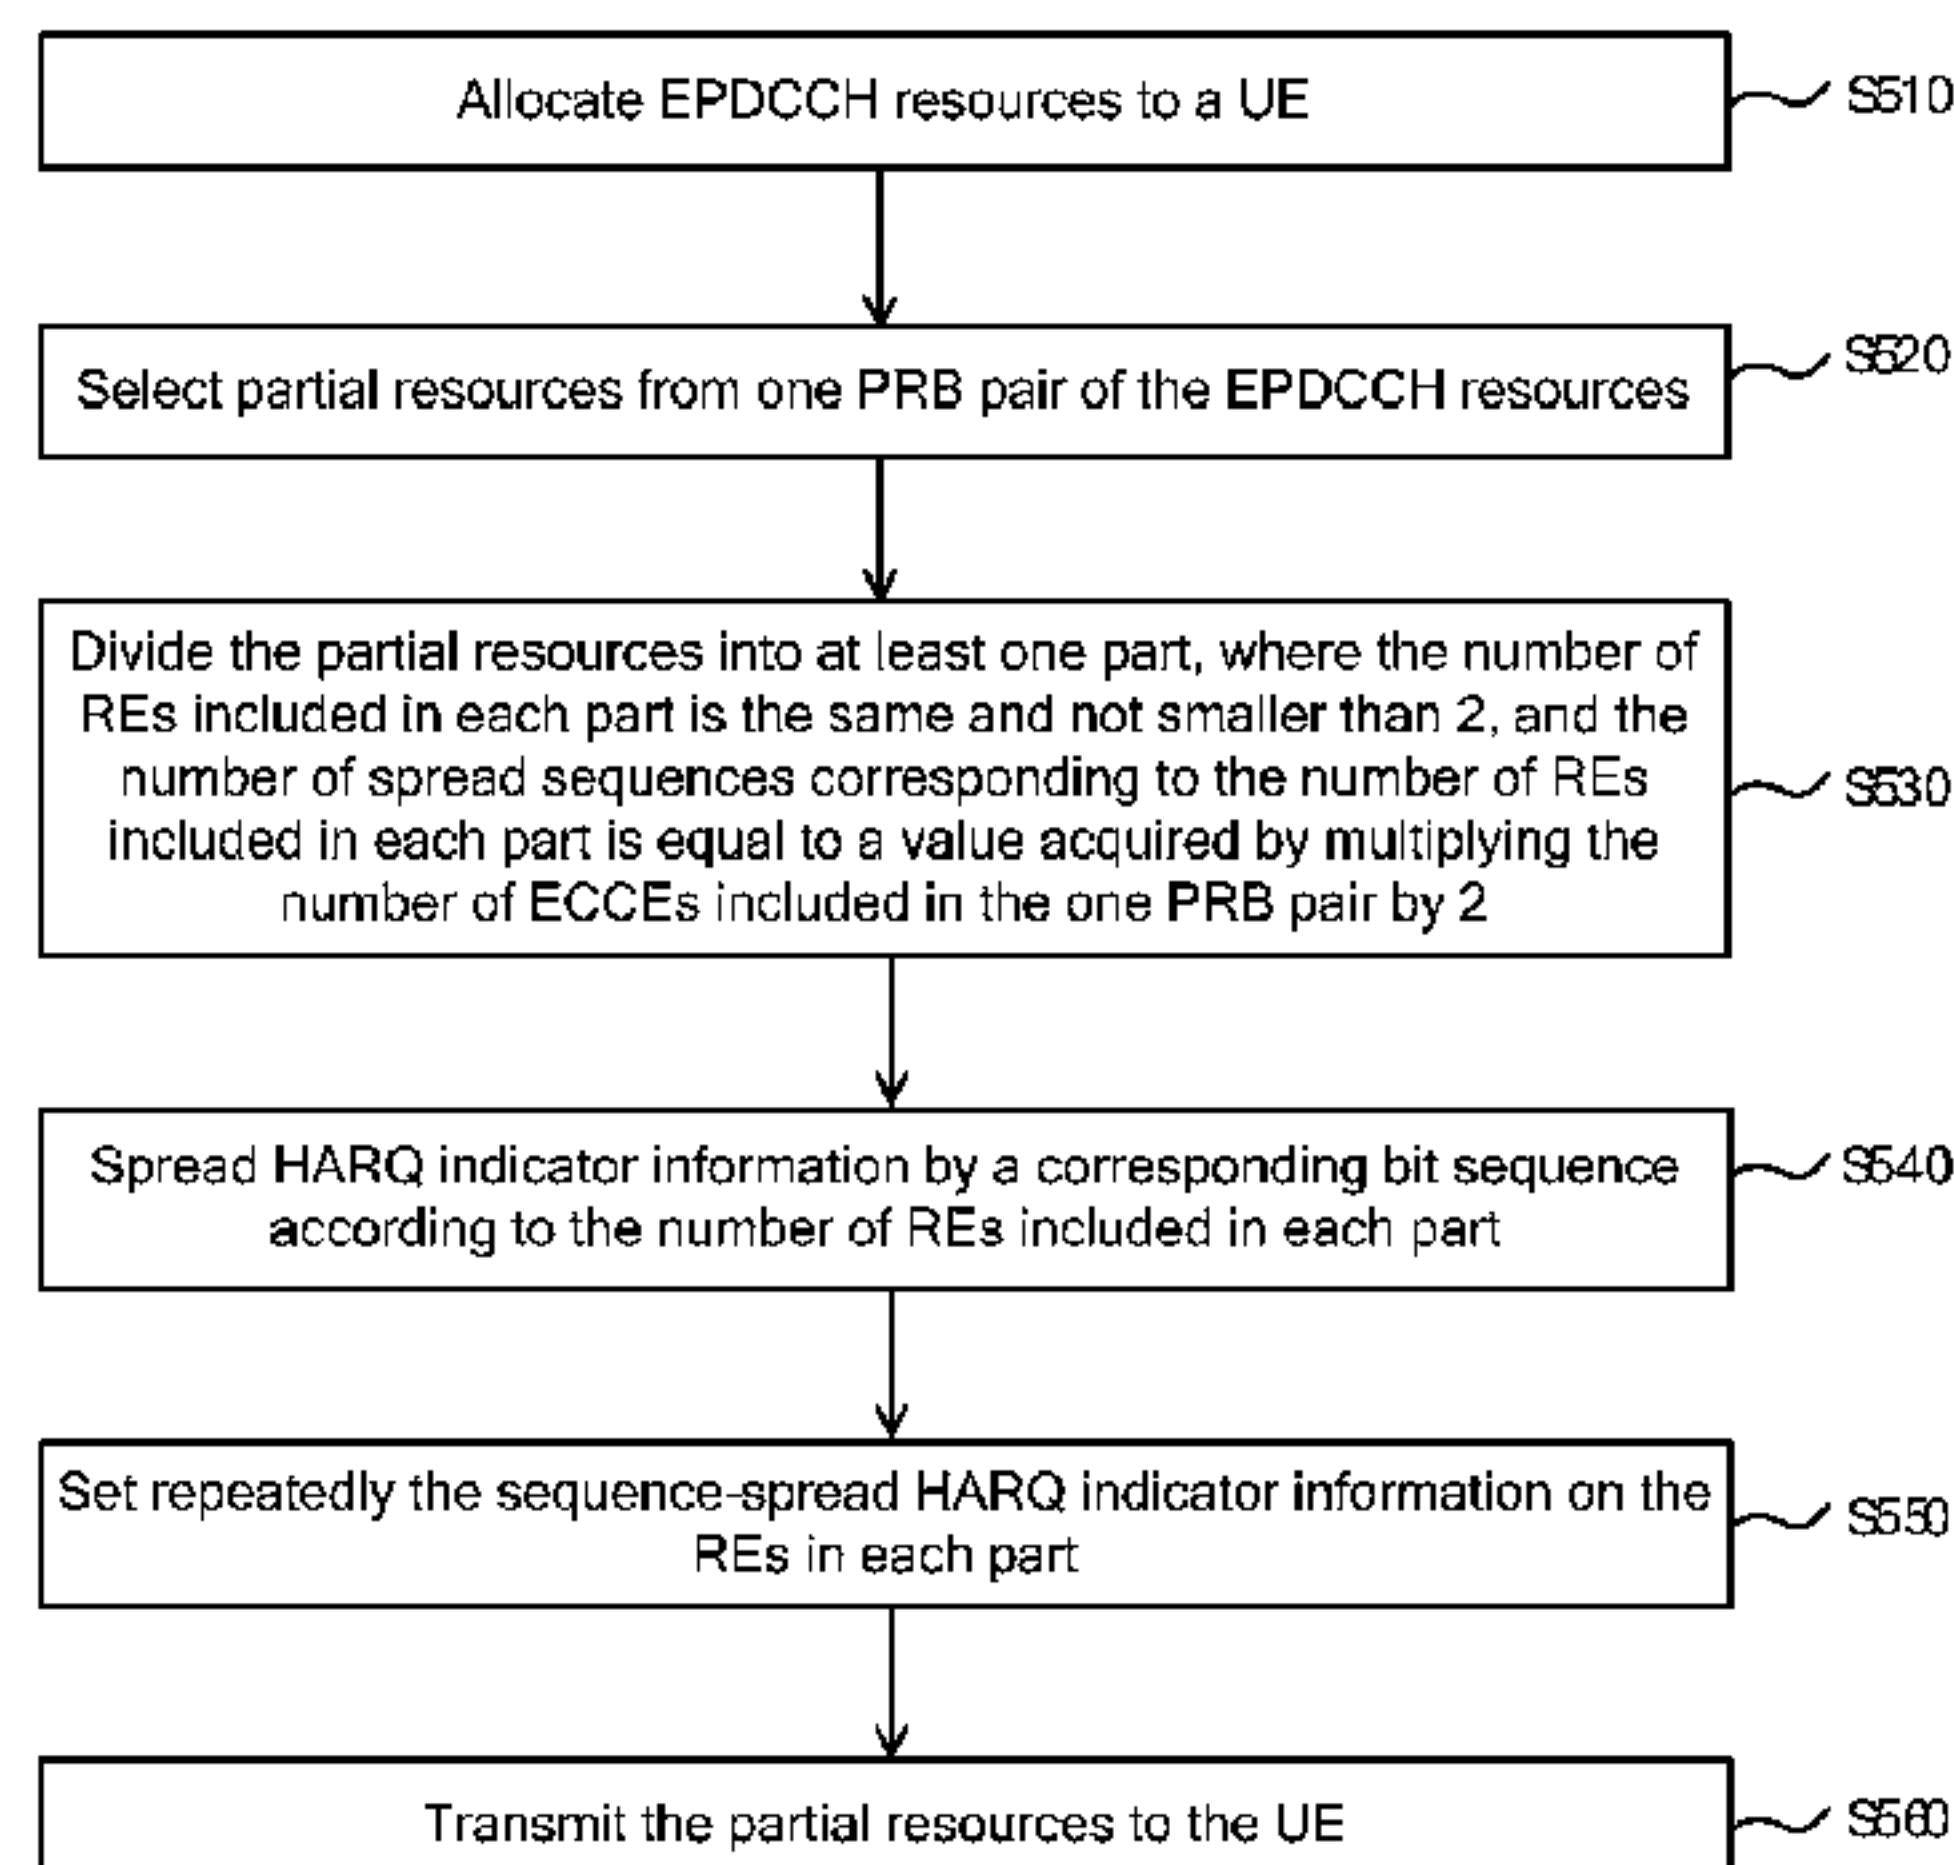 Allocate EPDCCH resources to a UE
S510
Select partial resources from one PRB pair of the EPDCCH resources
S520
Divide the partial resources into at least one part, where the number of
REs included in each part is the same and not smaller than 2, and the
number of spread sequences corresponding to the number of REs
included in each part is equal to a value acquired by multiplying the
number of ECCEs included in the one PRB pair by 2
S530
Spread HARQ indicator information by a corresponding bit sequence
according to the number of REs included in each part
S540
Set repeatedly the sequence-spread HARQ indicator information on the
REs in each part
S550
Transmit the partial resources to the UE
S560